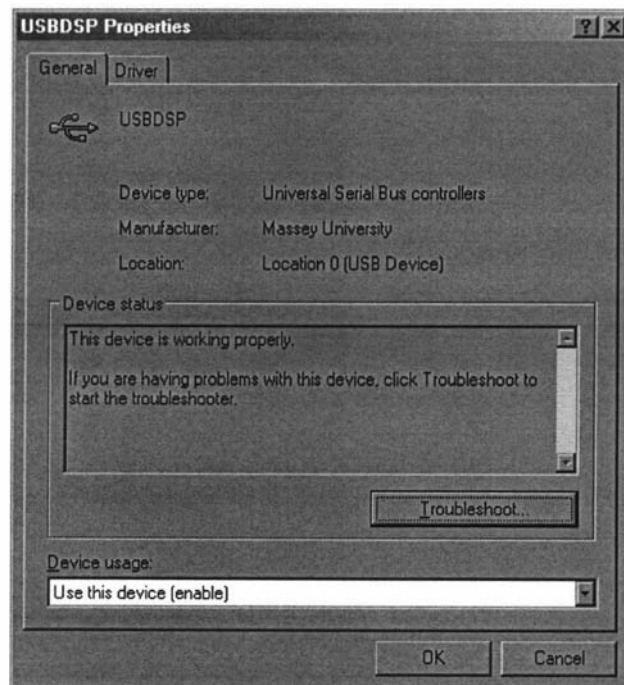 USBDSP Properties
General Driver
USBDSP
Device type: Universal Serial Bus controllers
Manufacturer: Massey University
Location: Location 0 (USB Device)
Device status
This device is working properly.
If you are having problems with this device, click Troubleshoot to
start the troubleshooter.
Troubleshoot...
Device usage:
Use this device (enable)
OK Cancel